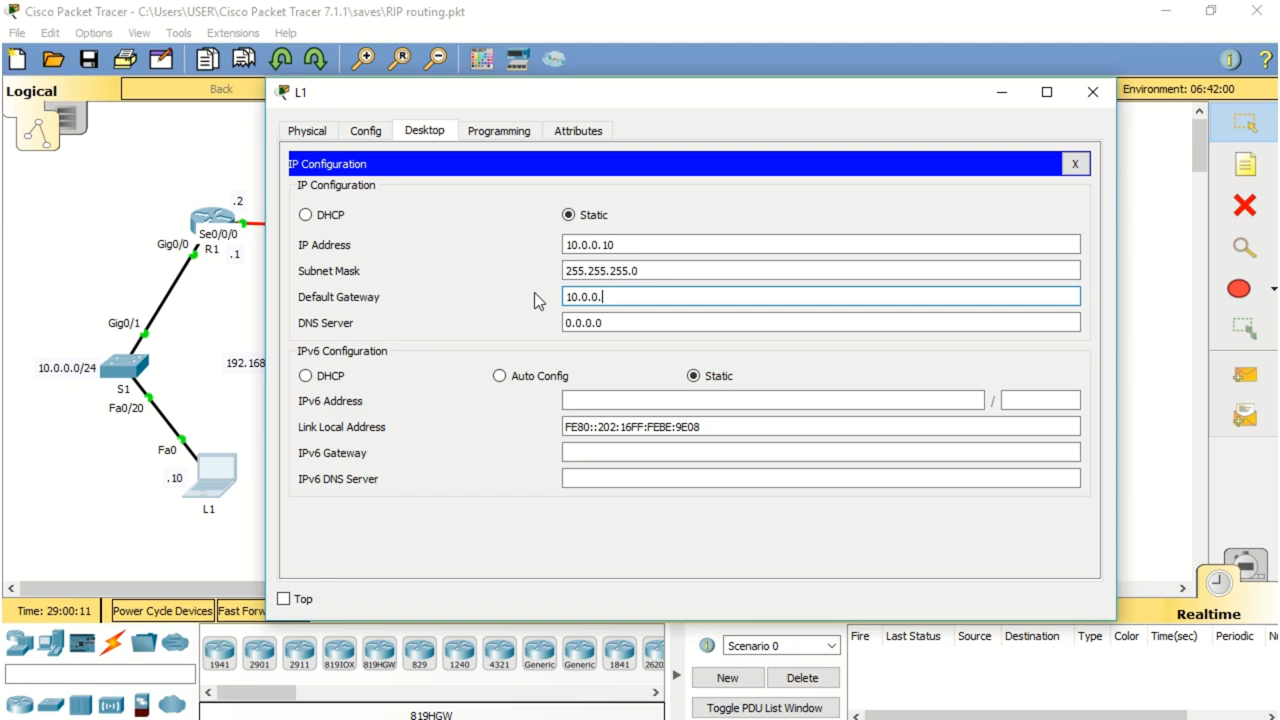 Cisco Packet Tracer - C:\Users\USER\Cisco Packet Tracer 7.1.1\saves\RIP routing.pkt
File Edit Options View Tools Extensions Help
Logical
Back
L1
Environment: 06:42:00
Physical Config Desktop Programming Attributes
IP Configuration
X
IP Configuration
DHCP
Static
IP Address
10.0.0.10
Subnet Mask
255.255.255.0
Default Gateway
10.0.0.
DNS Server
0.0.0.0
IPv6 Configuration
DHCP
Auto Config
Static
IPv6 Address
/
Link Local Address
FE80::202:16FF:FEBE:9E08
IPv6 Gateway
IPv6 DNS Server
Top
.2
Se0/0/0
Gig0/0
R1
.1
Gig0/1
10.0.0.0/24
192.168
S1
Fa0/20
Fa0
.10
L1
Time: 29:00:11
Power Cycle Devices
Fast Forw
Realtime
1941 2901 2911 819IOX 819HGW 829 1240 4321 Generic Generic 1841 2620
819HGW
Scenario 0
New
Delete
Toggle PDU List Window
Fire Last Status Source Destination Type Color Time(sec) Periodic